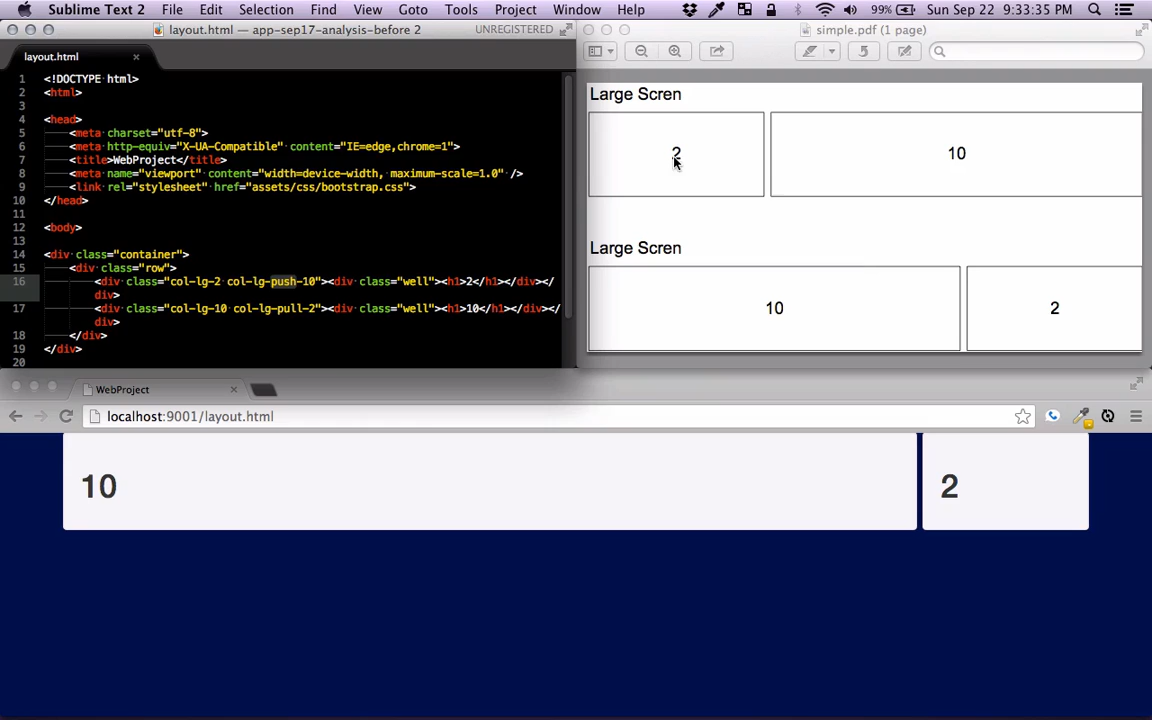 Sublime Text 2 File Edit Selection Find View Goto Tools Project Window Help 99% Sun Sep 22 9:33:35 PM
layout.html — app-sep17-analysis-before 2 UNREGISTERED
layout.html
1 <!DOCTYPE html>
2 <html>
3
4 <head>
5 <meta charset="utf-8">
6 <meta http-equiv="X-UA-Compatible" content="IE=edge,chrome=1">
7 <title>WebProject</title>
8 <meta name="viewport" content="width=device-width, maximum-scale=1.0" />
9 <link rel="stylesheet" href="assets/css/bootstrap.css">
10 </head>
11
12 <body>
13
14 <div class="container">
15 <div class="row">
16 <div class="col-lg-2 col-lg-push-10"><div class="well"><h1>2</h1></div></
div>
17 <div class="col-lg-10 col-lg-pull-2"><div class="well"><h1>10</h1></div></
div>
18 </div>
19 </div>
20
simple.pdf (1 page)
Large Scren
2 10
Large Scren
10 2
WebProject
localhost:9001/layout.html
10 2